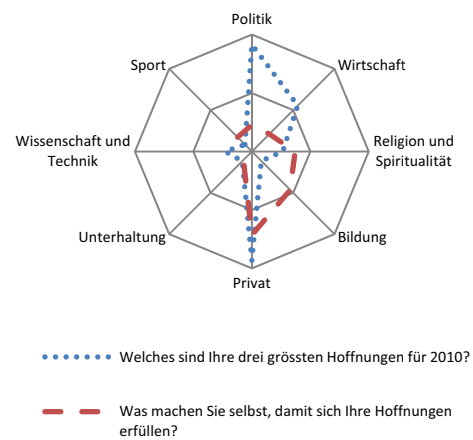 Politik
Sport
Wirtschaft
Wissenschaft und
Technik
Religion und
Spiritualität
Unterhaltung
Bildung
Privat
Welches sind Ihre drei grössten Hoffnungen für 2010?
Was machen Sie selbst, damit sich Ihre Hoffnungen
erfüllen?